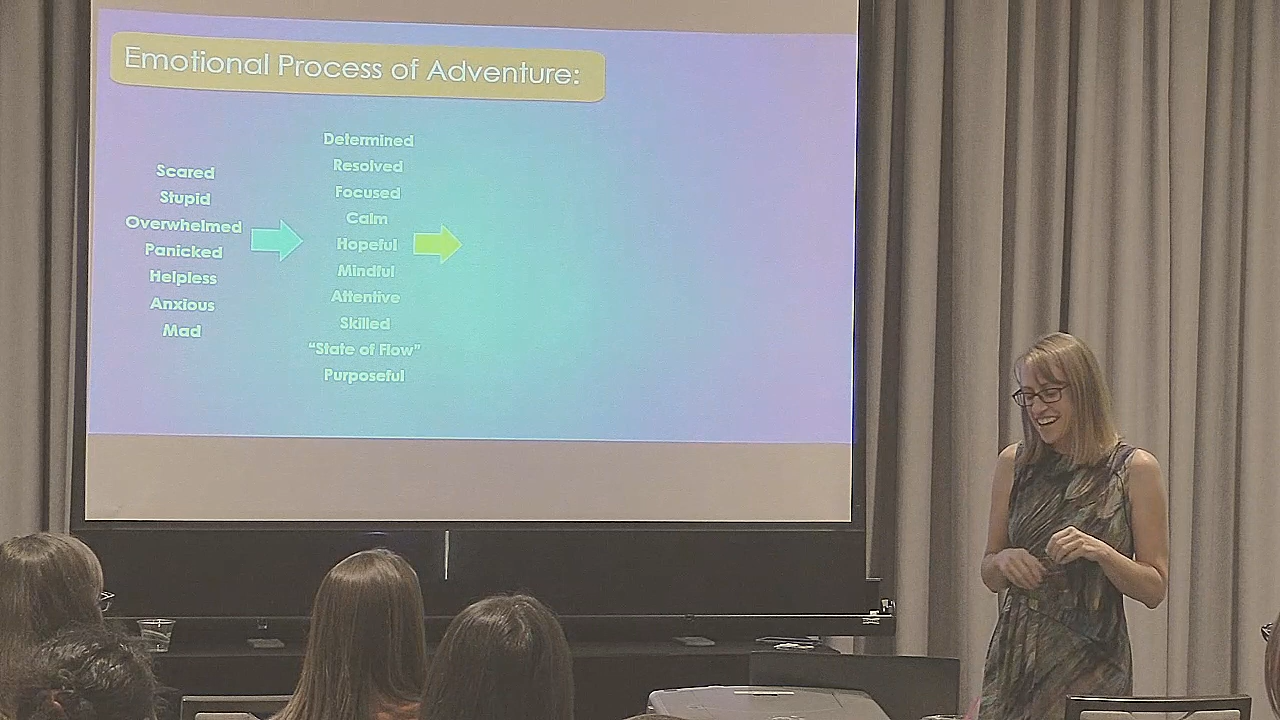 Emotional Process of Adventure:
Scared
Stupid
Overwhelmed
Panicked
Helpless
Anxious
Mad
Determined
Resolved
Focused
Calm
Hopeful
Mindful
Attentive
Skilled
“State of Flow”
Purposeful